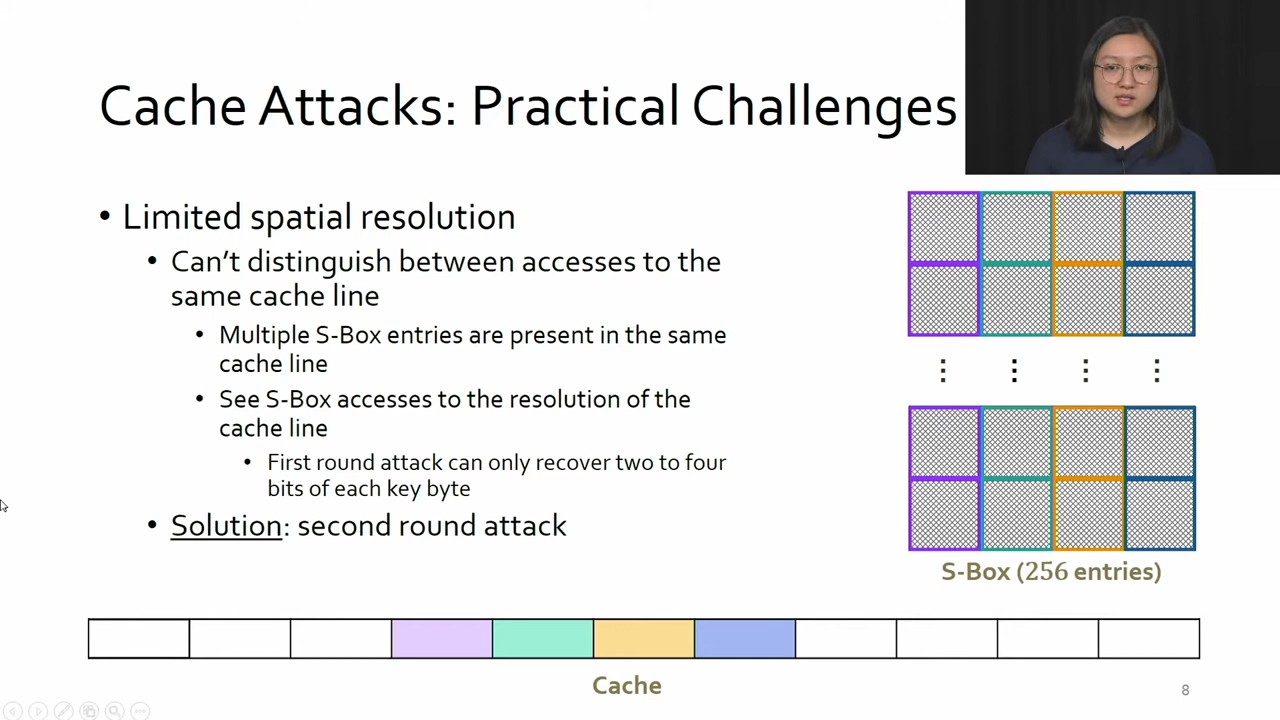 Cache Attacks: Practical Challenges
• Limited spatial resolution
• Can't distinguish between accesses to the
same cache line
• Multiple S-Box entries are present in the same
cache line
• See S-Box accesses to the resolution of the
cache line
• First round attack can only recover two to four
bits of each key byte
• Solution: second round attack
S-Box (256 entries)
Cache
8